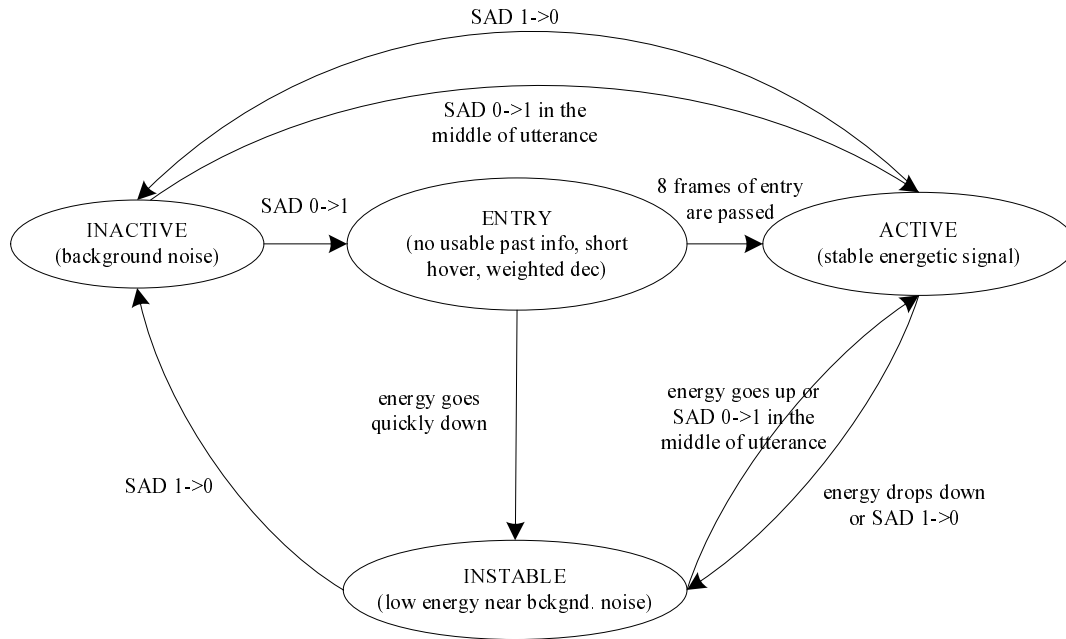 SAD 1->0
SAD 0->1 in the
middle of utterance
SAD 0->1
8 frames of entry
are passed
INACTIVE
(background noise)
ENTRY
(no usable past info, short
hover, weighted dec)
ACTIVE
(stable energetic signal)
energy goes
quickly down
energy goes up or
SAD 0->1 in the
middle of utterance
SAD 1->0
energy drops down
or SAD 1->0
INSTABLE
(low energy near bckgnd. noise)